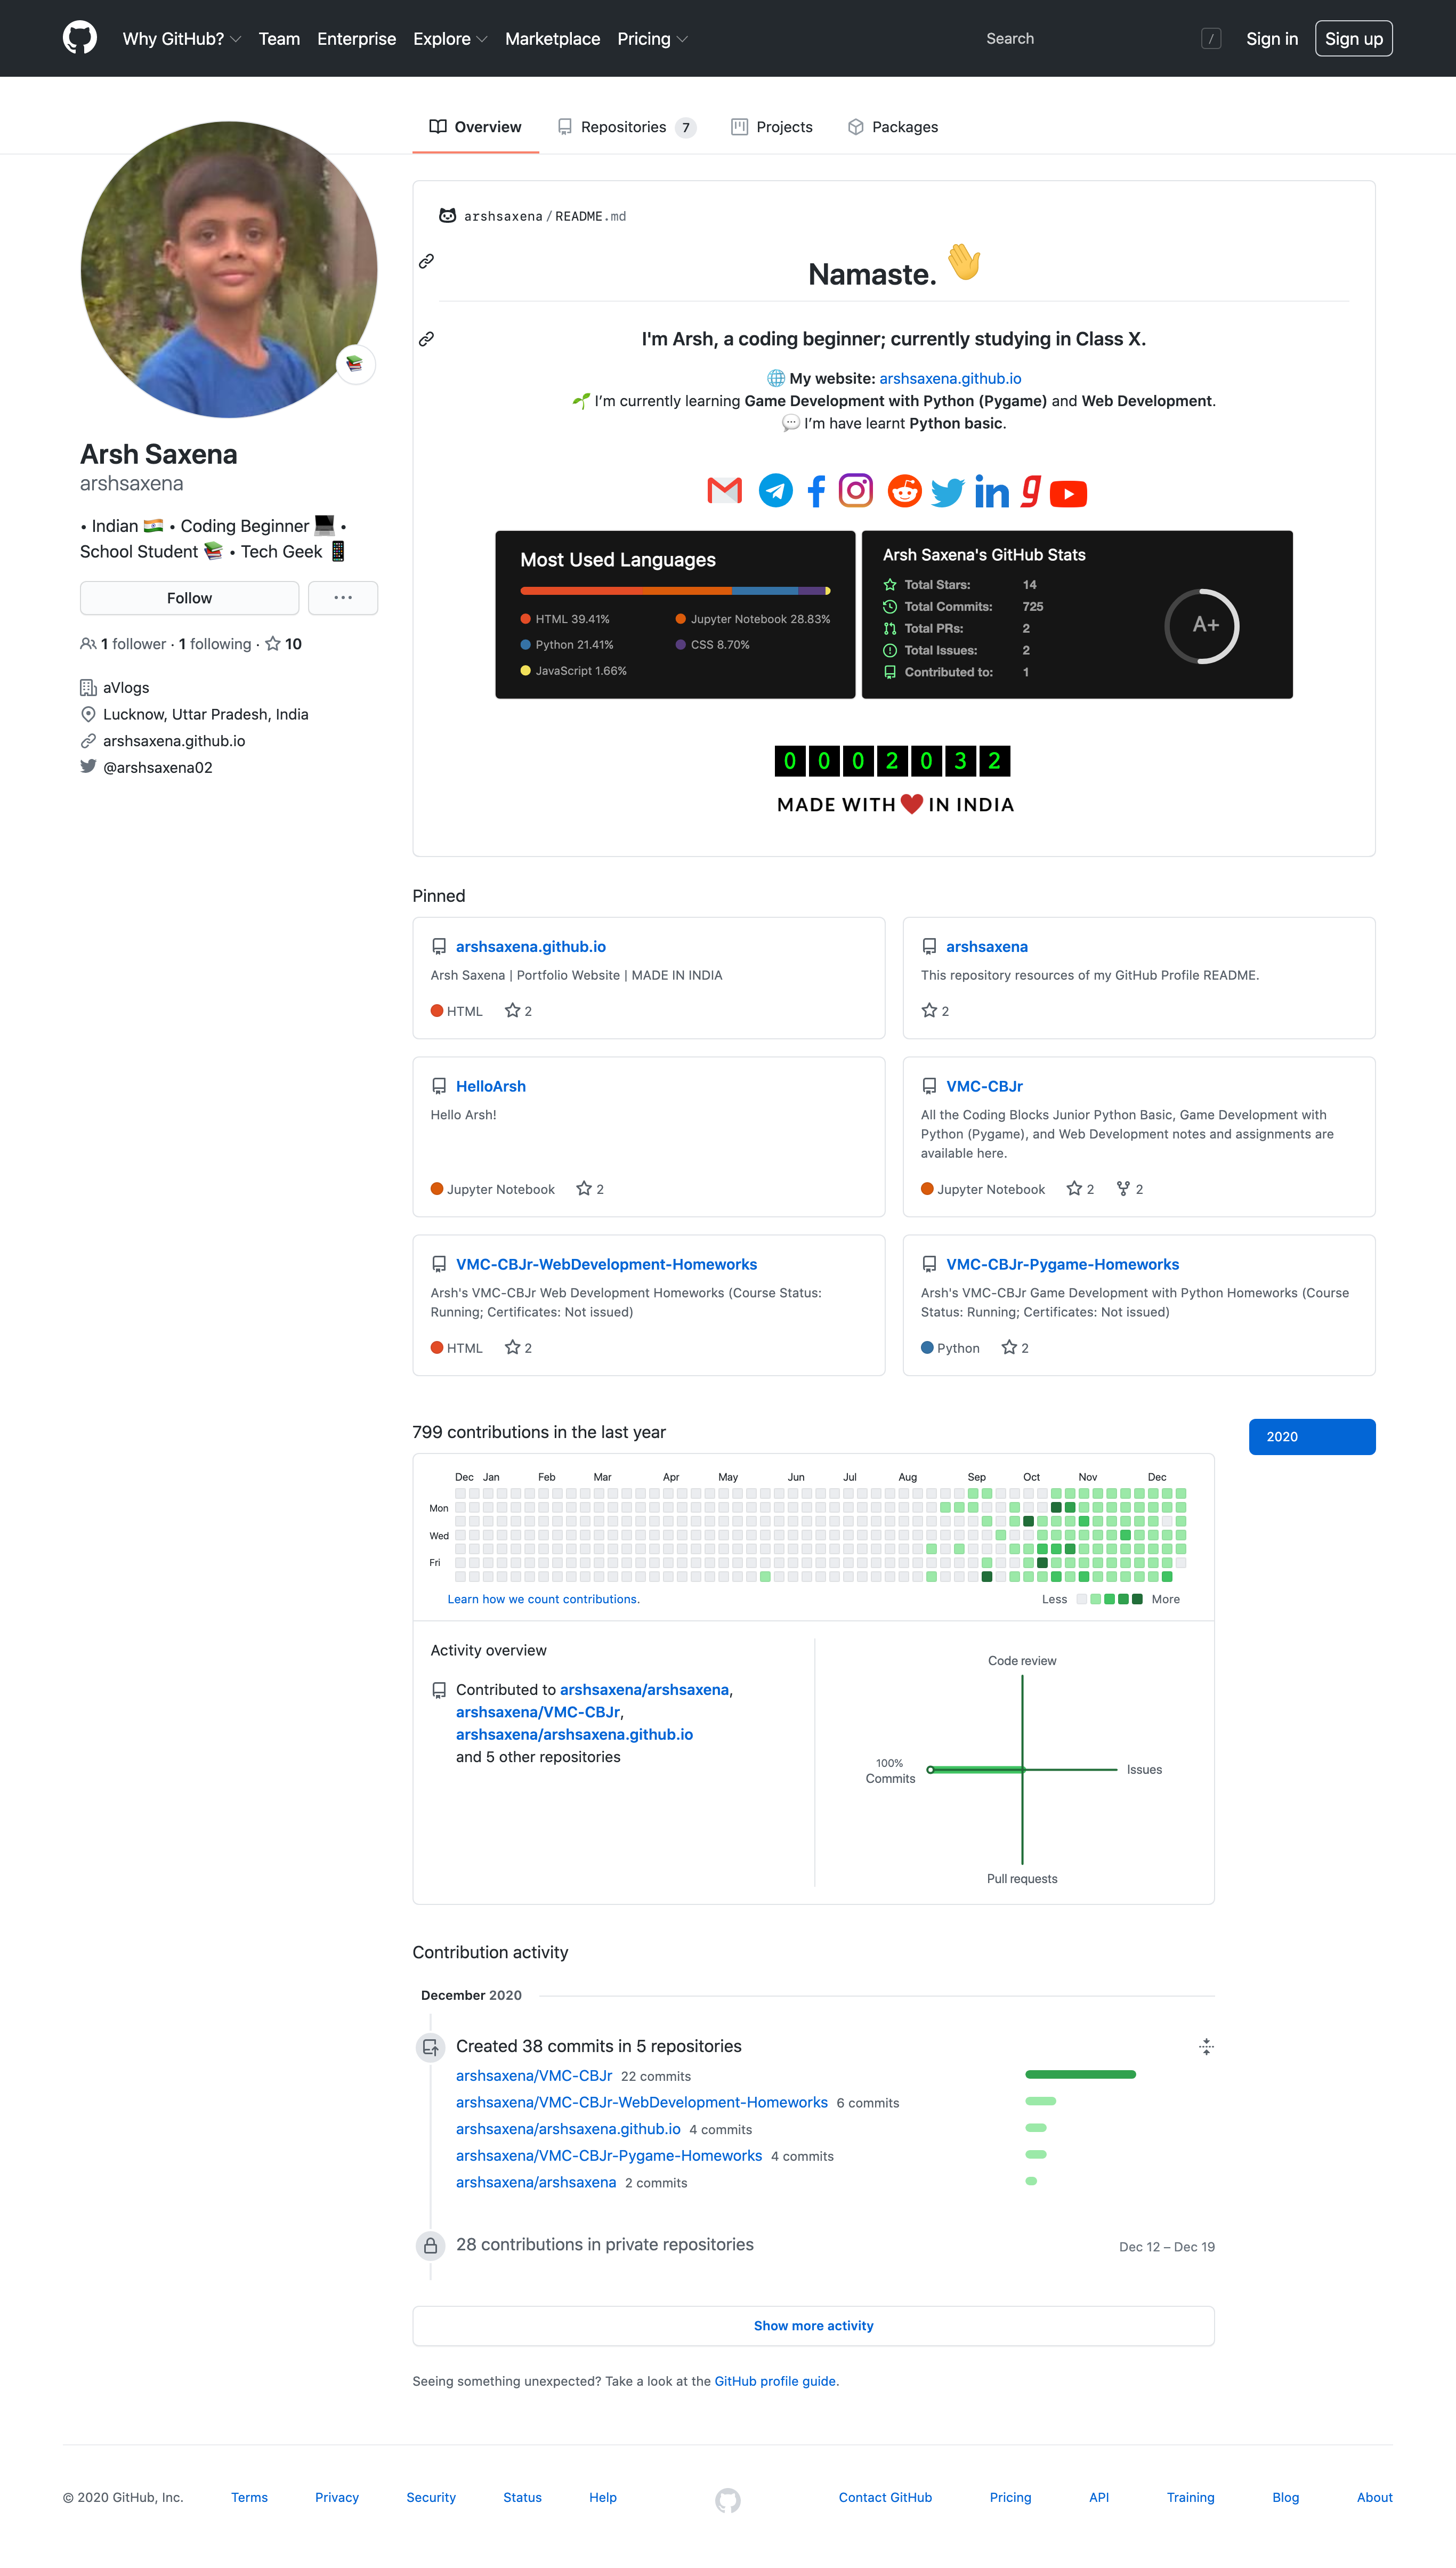 Why GitHub? Team Enterprise Explore Marketplace Pricing Search / Sign in Sign up
Overview Repositories 7 Projects Packages
arshsaxena/README.md
Namaste. 👋
I'm Arsh, a coding beginner; currently studying in Class X.
🌐 My website: arshsaxena.github.io
🌱 I’m currently learning Game Development with Python (Pygame) and Web Development.
💬 I’m have learnt Python basic.
Arsh Saxena
arshsaxena
• Indian 🇮🇳 • Coding Beginner 💻 •
School Student 📚 • Tech Geek 📱
Follow ...
1 follower · 1 following · 10
aVlogs
Lucknow, Uttar Pradesh, India
arshsaxena.github.io
@arshsaxena02
Most Used Languages
HTML 39.41% Jupyter Notebook 28.83%
Python 21.41% CSS 8.70%
JavaScript 1.66%
Arsh Saxena's GitHub Stats
Total Stars: 14
Total Commits: 725
Total PRs: 2
Total Issues: 2
Contributed to: 1
A+
0 0 0 2 0 3 2
MADE WITH ❤ IN INDIA
Pinned
arshsaxena.github.io
Arsh Saxena | Portfolio Website | MADE IN INDIA
HTML 2
arshsaxena
This repository resources of my GitHub Profile README.
2
HelloArsh
Hello Arsh!
Jupyter Notebook 2
VMC-CBJr
All the Coding Blocks Junior Python Basic, Game Development with
Python (Pygame), and Web Development notes and assignments are
available here.
Jupyter Notebook 2 2
VMC-CBJr-WebDevelopment-Homeworks
Arsh's VMC-CBJr Web Development Homeworks (Course Status:
Running; Certificates: Not issued)
HTML 2
VMC-CBJr-Pygame-Homeworks
Arsh's VMC-CBJr Game Development with Python Homeworks (Course
Status: Running; Certificates: Not issued)
Python 2
799 contributions in the last year
2020
Dec Jan Feb Mar Apr May Jun Jul Aug Sep Oct Nov Dec
Mon
Wed
Fri
Learn how we count contributions. Less More
Activity overview
Contributed to arshsaxena/arshsaxena,
arshsaxena/VMC-CBJr,
arshsaxena/arshsaxena.github.io
and 5 other repositories
Code review
100%
Commits
Issues
Pull requests
Contribution activity
December 2020
Created 38 commits in 5 repositories
arshsaxena/VMC-CBJr 22 commits
arshsaxena/VMC-CBJr-WebDevelopment-Homeworks 6 commits
arshsaxena/arshsaxena.github.io 4 commits
arshsaxena/VMC-CBJr-Pygame-Homeworks 4 commits
arshsaxena/arshsaxena 2 commits
28 contributions in private repositories Dec 12 – Dec 19
Show more activity
Seeing something unexpected? Take a look at the GitHub profile guide.
© 2020 GitHub, Inc. Terms Privacy Security Status Help Contact GitHub Pricing API Training Blog About